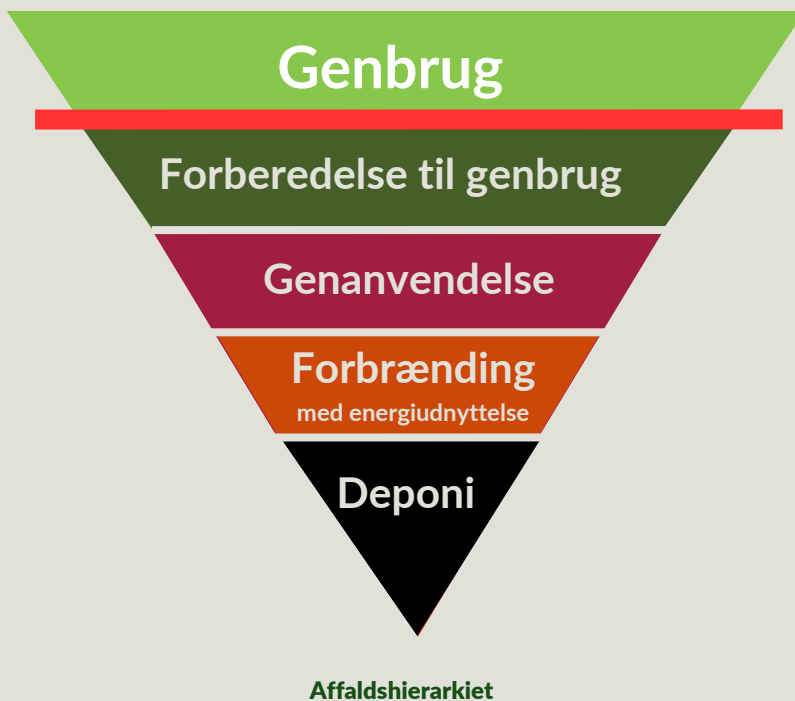 Genbrug
Forberedelse til genbrug
Genanvendelse
Forbrænding
med energiudnyttelse
Deponi
Affaldshierarkiet